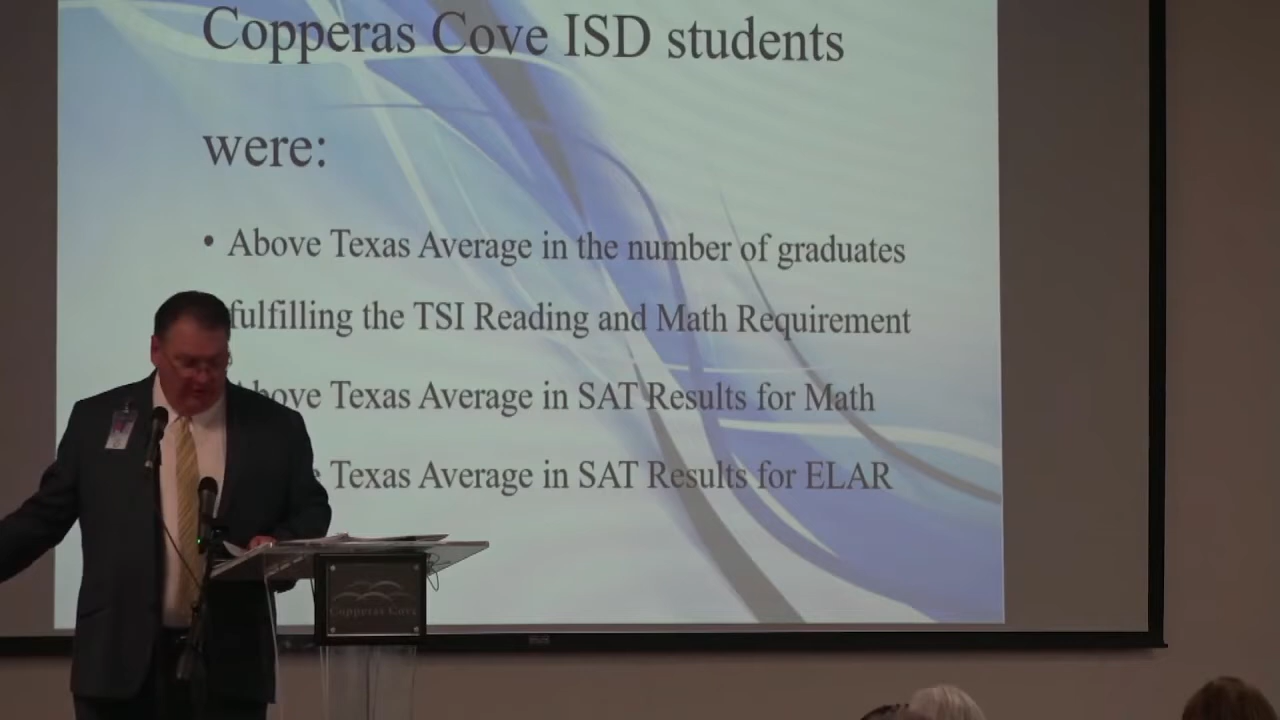 Copperas Cove ISD students
were:
• Above Texas Average in the number of graduates
fulfilling the TSI Reading and Math Requirement
Above Texas Average in SAT Results for Math
Texas Average in SAT Results for ELAR
Copperas Cove